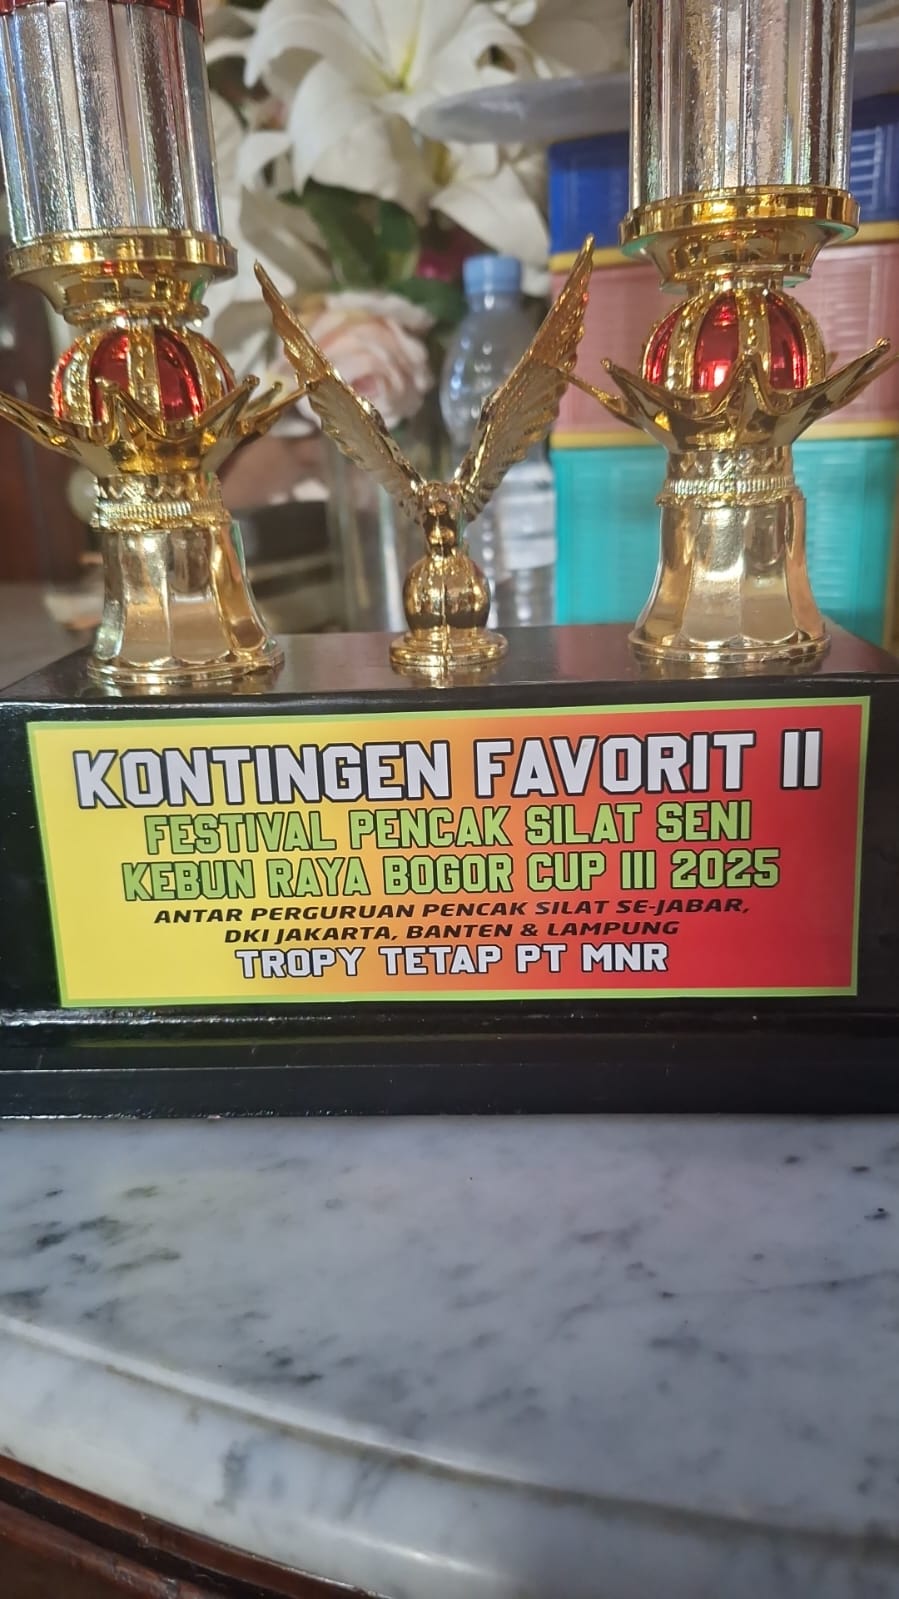 KONTINGEN FAVORIT II
FESTIVAL PENCAK SILAT SENI
KEBUN RAYA BOGOR CUP III 2025
ANTAR PERGURUAN PENCAK SILAT SE-JABAR,
DKI JAKARTA, BANTEN & LAMPUNG
TROPY TETAP PT MNR